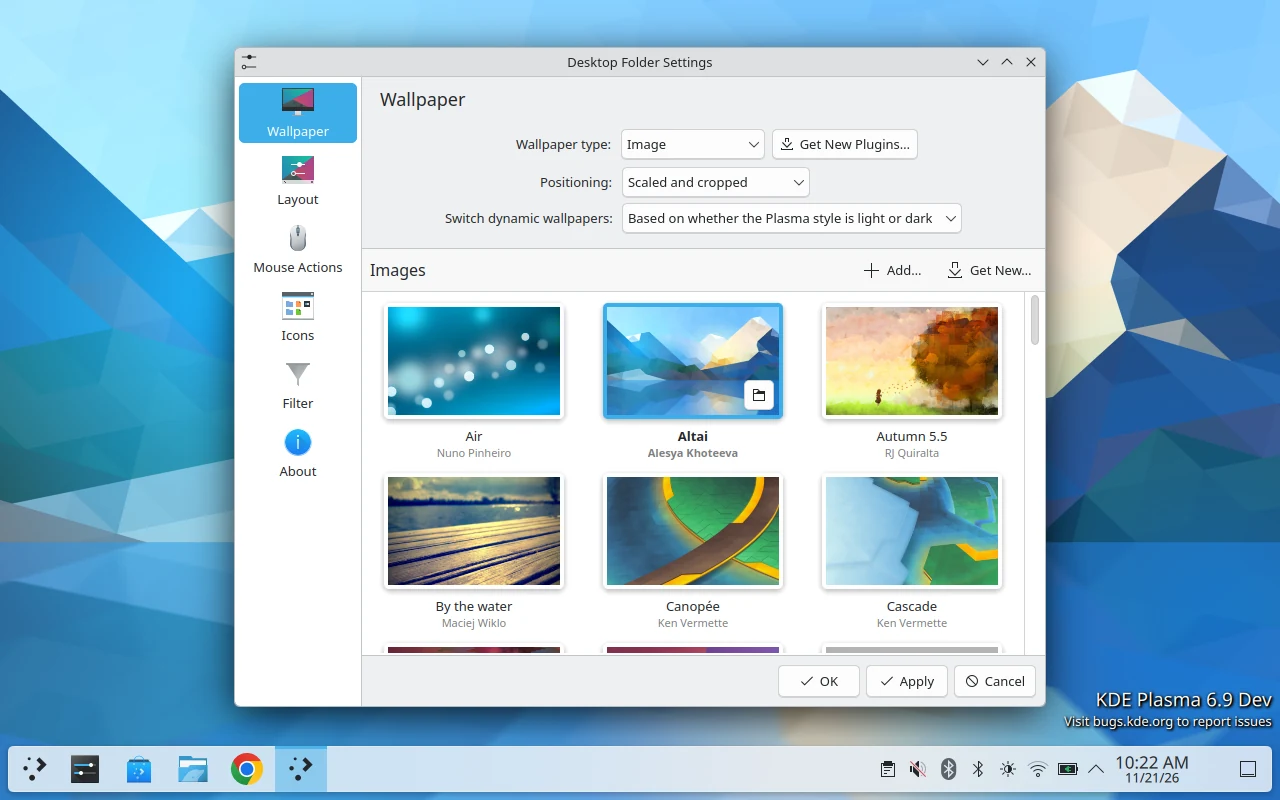 Desktop Folder Settings
Wallpaper
Layout
Mouse Actions
Icons
Filter
About
Wallpaper
Wallpaper type: Image Get New Plugins...
Positioning: Scaled and cropped
Switch dynamic wallpapers: Based on whether the Plasma style is light or dark
Images Add... Get New...
Air Altai Autumn 5.5
Nuno Pinheiro Alesya Khoteeva RJ Quiralta
By the water Canopée Cascade
Maciej Wiklo Ken Vermette Ken Vermette
OK Apply Cancel
KDE Plasma 6.9 Dev
Visit bugs.kde.org to report issues
10:22 AM
11/21/26